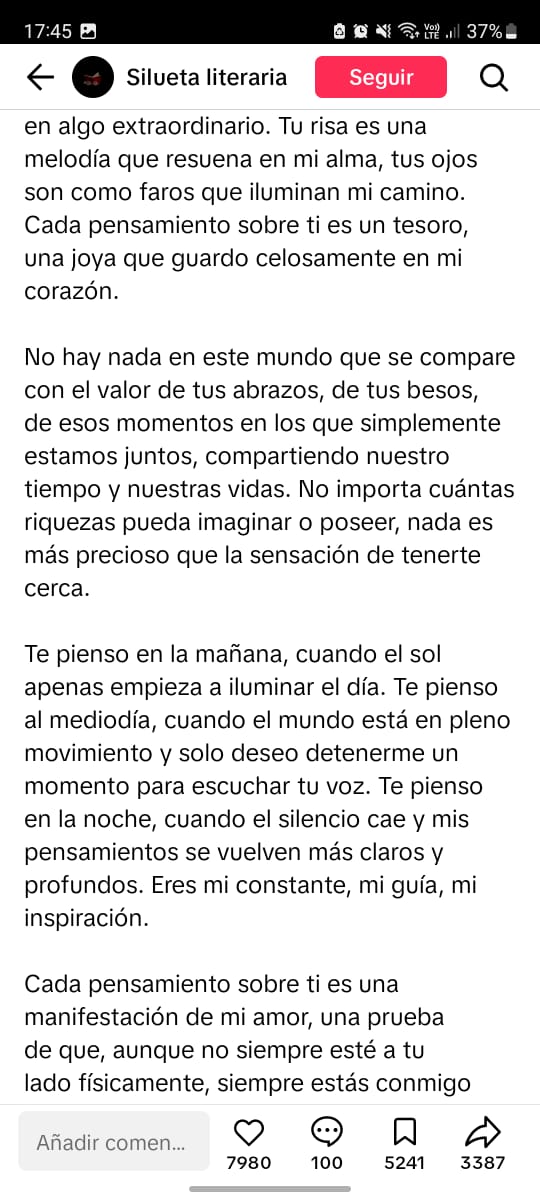 17:45
Vo))
LTE
37%
Silueta literaria
Seguir
en algo extraordinario. Tu risa es una
melodía que resuena en mi alma, tus ojos
son como faros que iluminan mi camino.
Cada pensamiento sobre ti es un tesoro,
una joya que guardo celosamente en mi
corazón.
No hay nada en este mundo que se compare
con el valor de tus abrazos, de tus besos,
de esos momentos en los que simplemente
estamos juntos, compartiendo nuestro
tiempo y nuestras vidas. No importa cuántas
riquezas pueda imaginar o poseer, nada es
más precioso que la sensación de tenerte
cerca.
Te pienso en la mañana, cuando el sol
apenas empieza a iluminar el día. Te pienso
al mediodía, cuando el mundo está en pleno
movimiento y solo deseo detenerme un
momento para escuchar tu voz. Te pienso
en la noche, cuando el silencio cae y mis
pensamientos se vuelven más claros y
profundos. Eres mi constante, mi guía, mi
inspiración.
Cada pensamiento sobre ti es una
manifestación de mi amor, una prueba
de que, aunque no siempre esté a tu
lado físicamente, siempre estás conmigo
Añadir comen...
7980
100
5241
3387